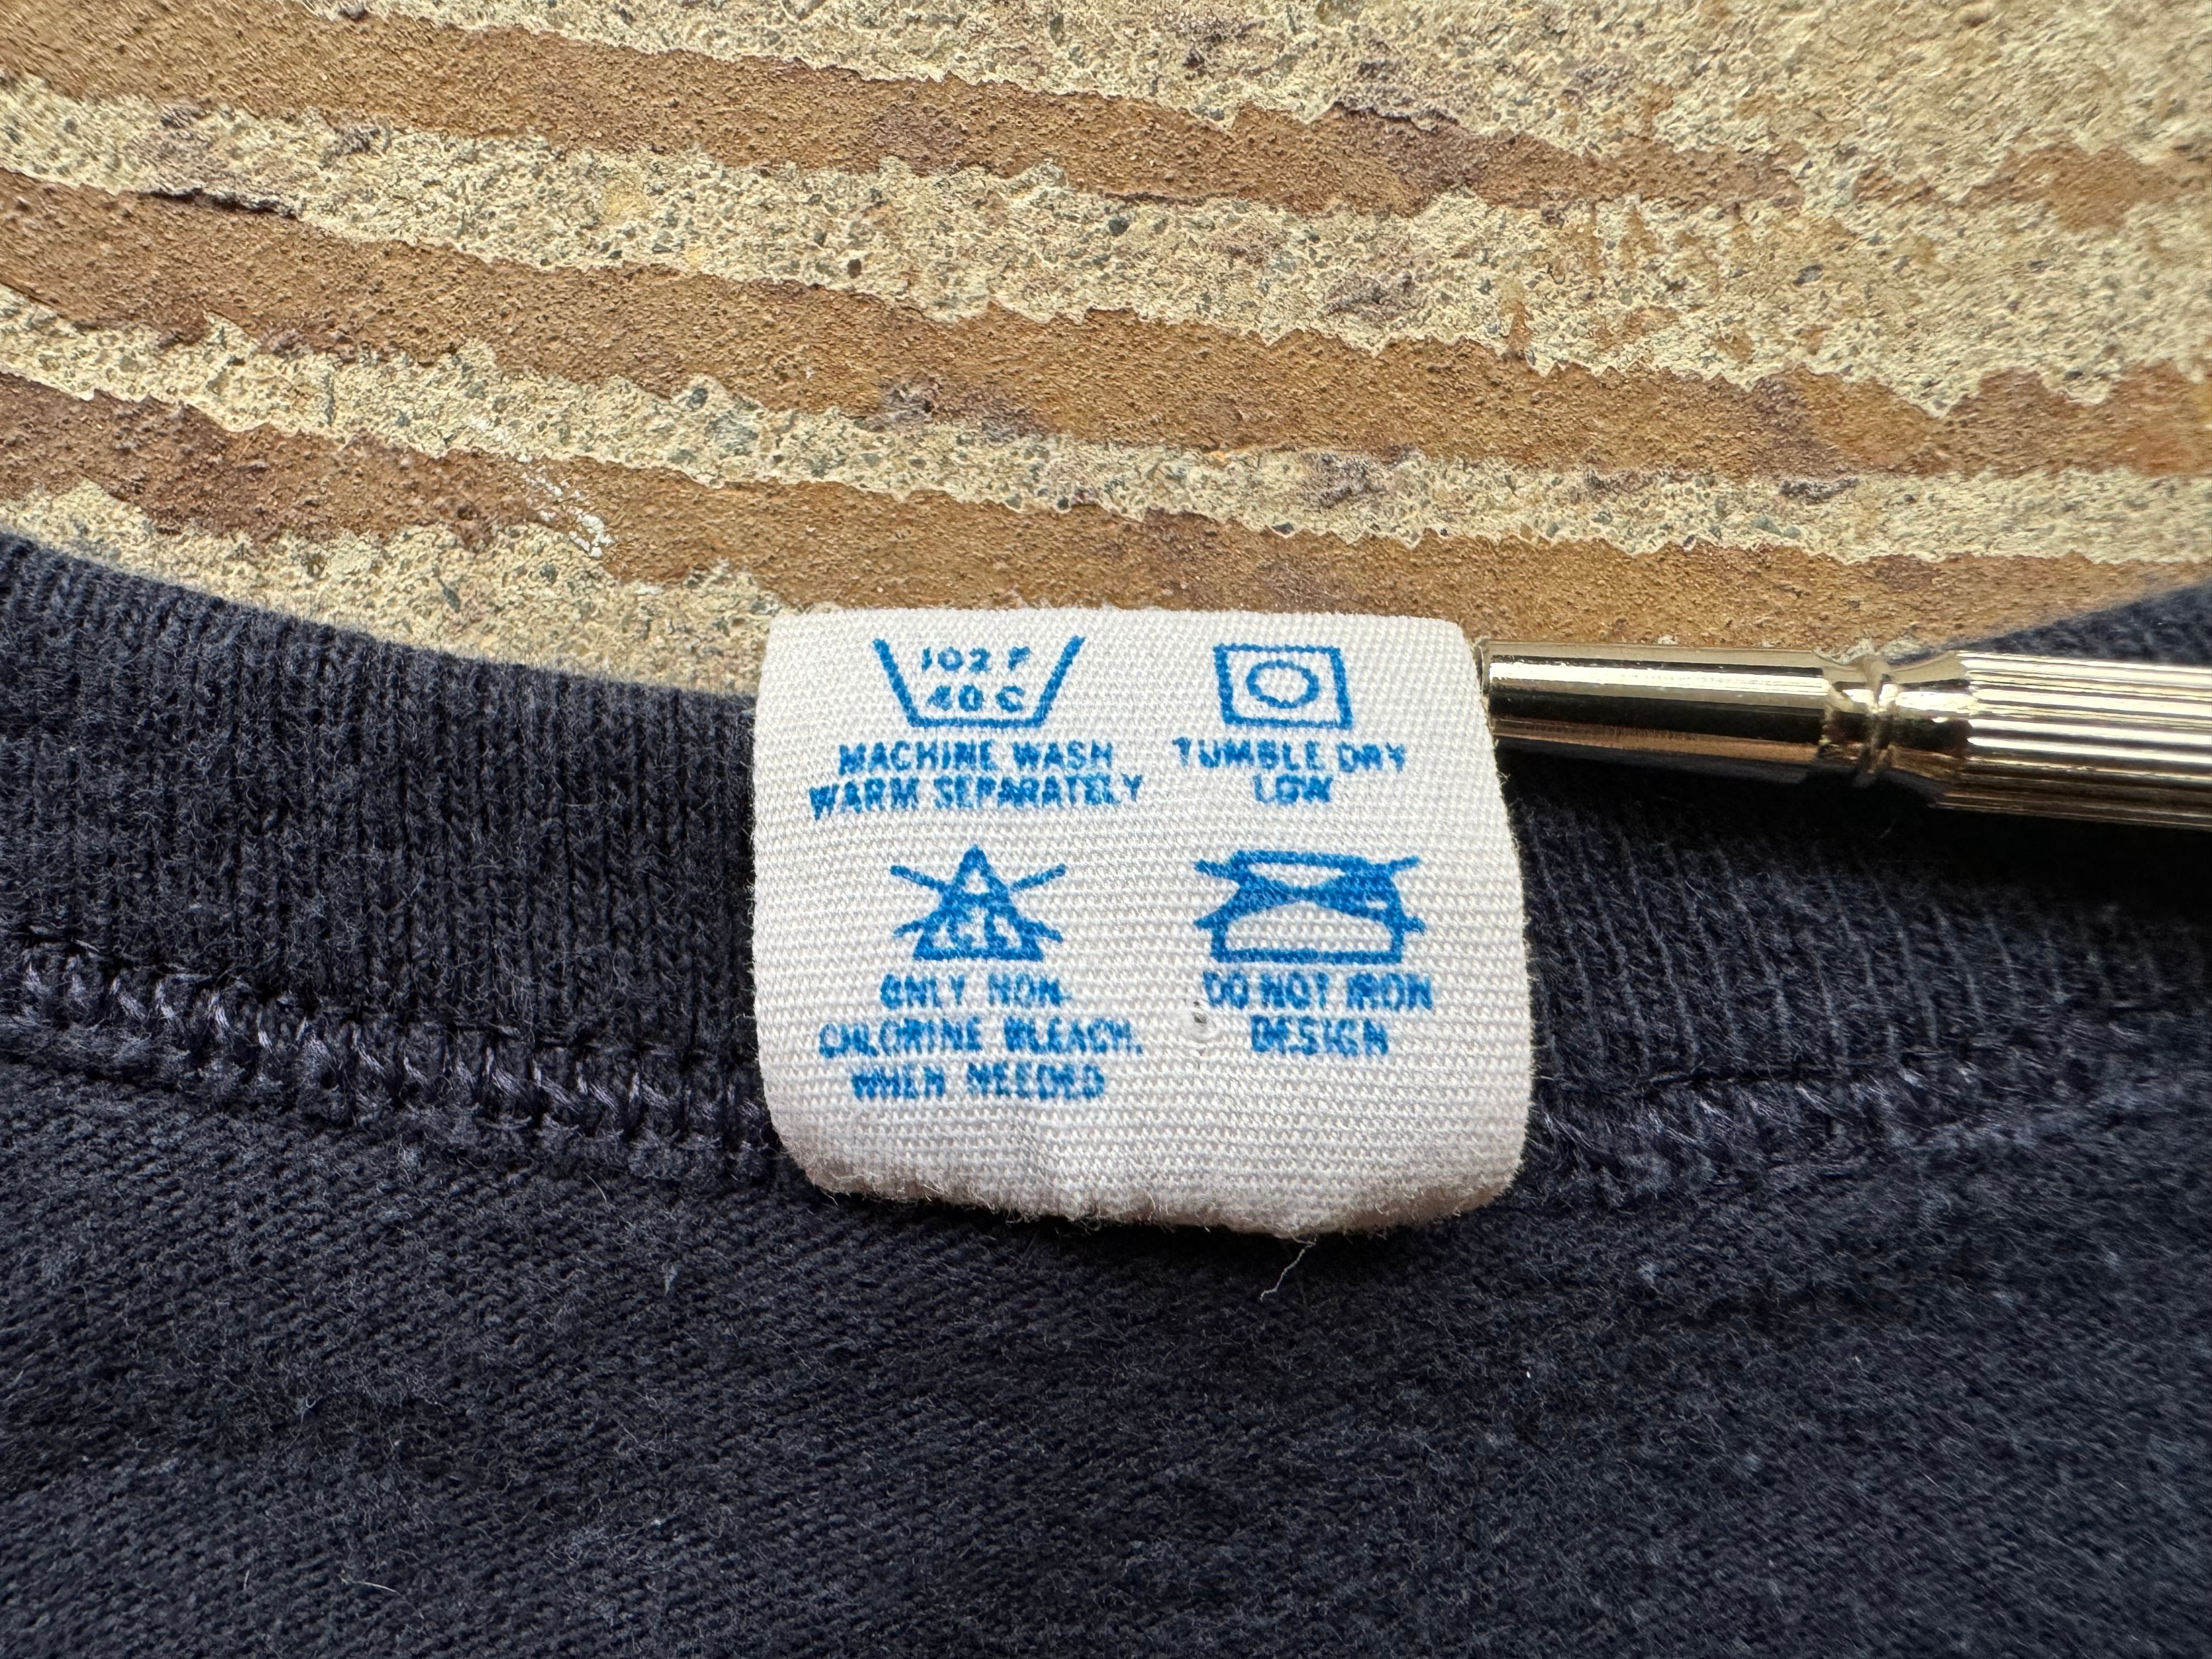 102 F
40 C
MACHINE WASH
WARM SEPARATELY
TUMBLE DRY
LOW
CL
ONLY NON-
CHLORINE BLEACH.
WHEN NEEDED
DO NOT IRON
DESIGN